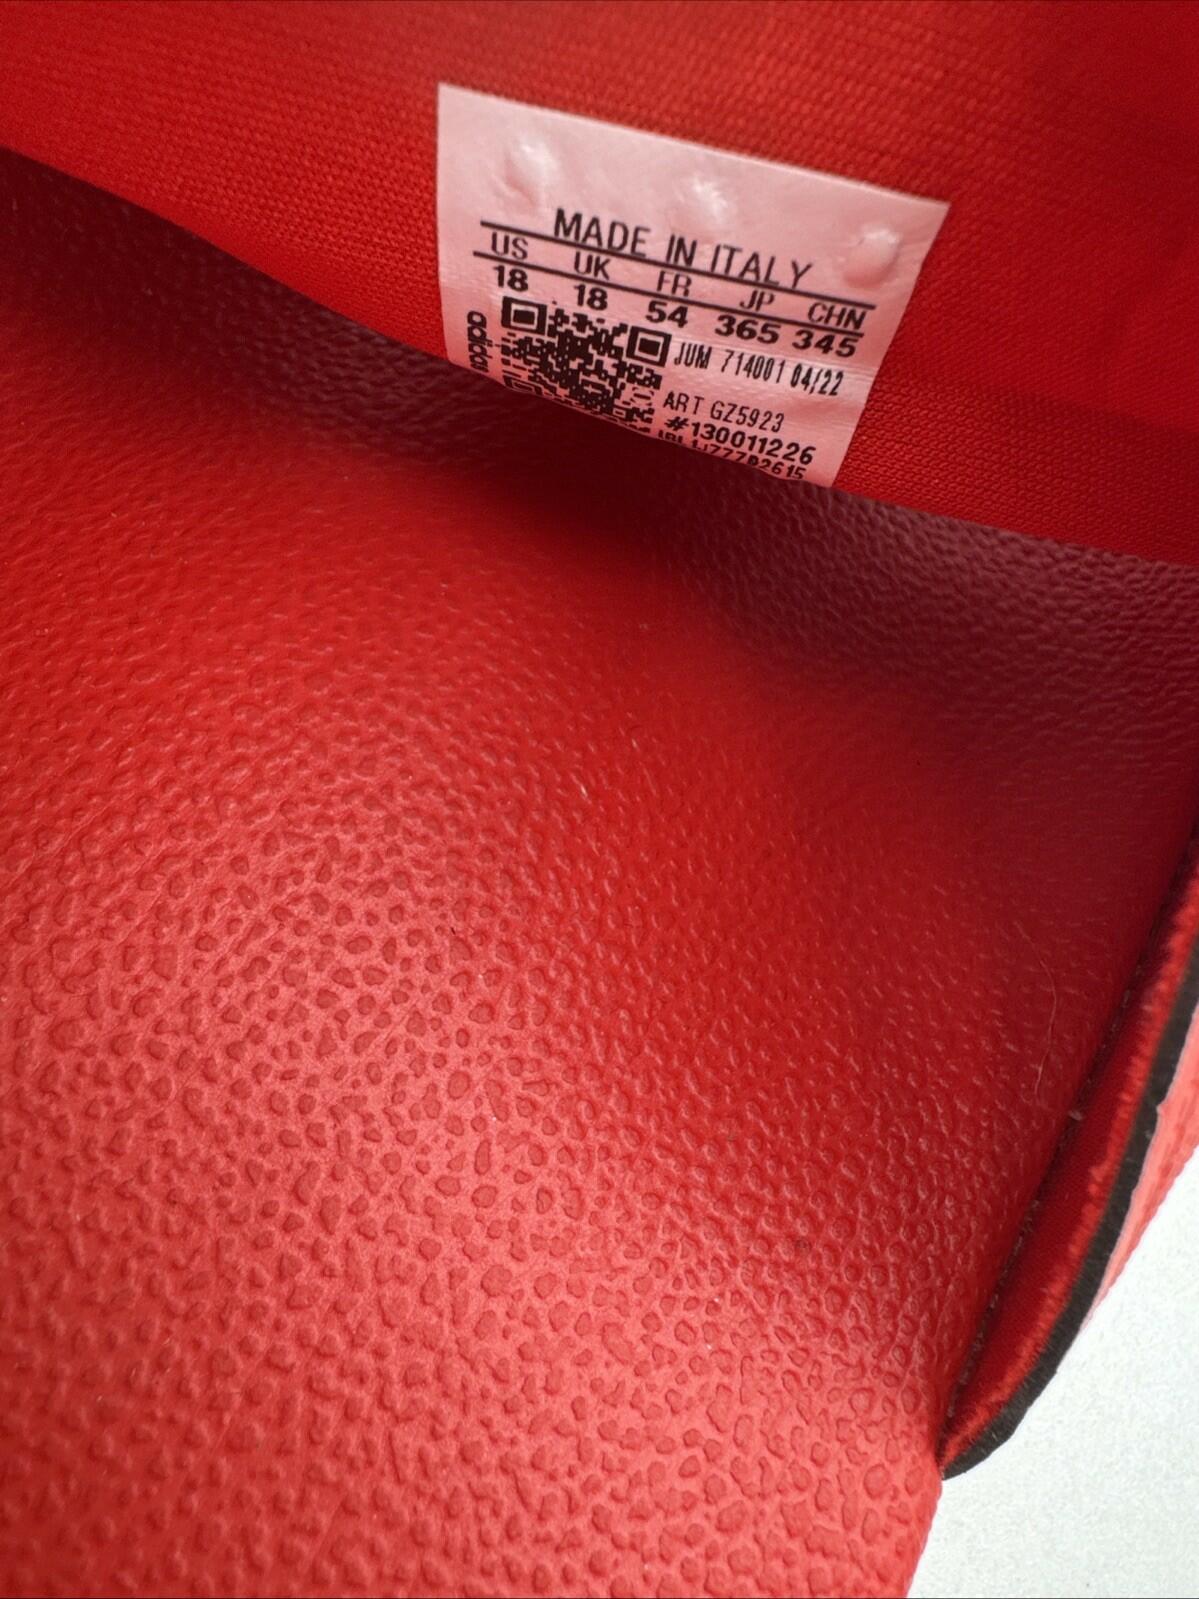 MADE IN ITALY
US UK FR JP CHN
18 18 54 365 345
adidas
JUM 714001 04/22
ART GZ5923
#130011226